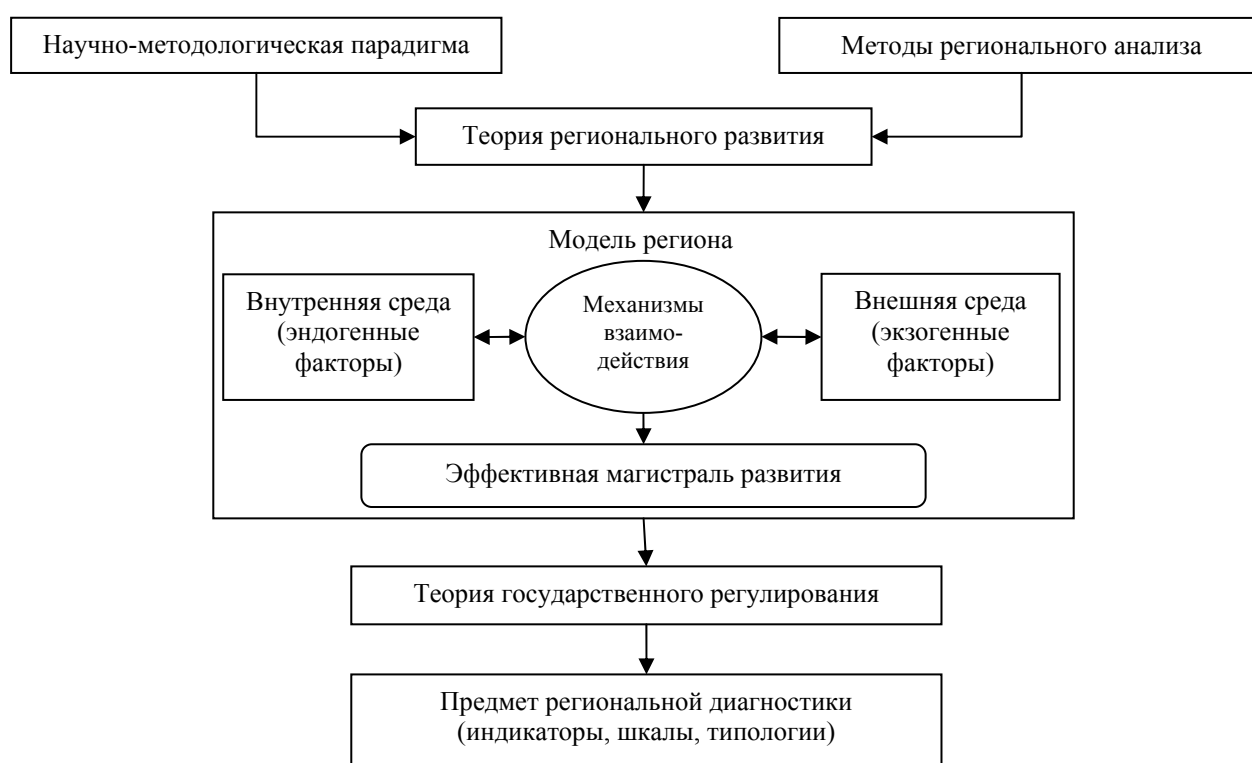 Научно-методологическая парадигма
Методы регионального анализа
Теория регионального развития
Модель региона
Внутренняя среда
(эндогенные
факторы)
Механизмы
взаимо-
действия
Внешняя среда
(экзогенные
факторы)
Эффективная магистраль развития
Теория государственного регулирования
Предмет региональной диагностики
(индикаторы, шкалы, типологии)